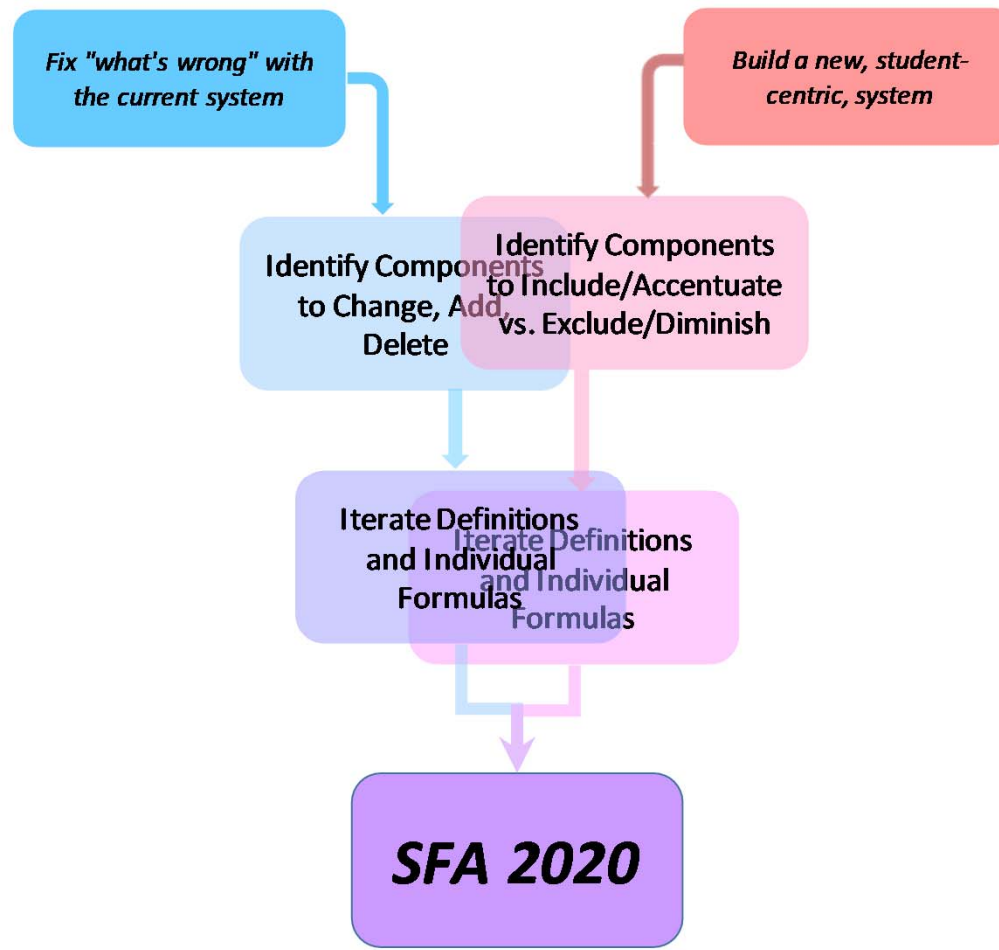 Fix "what's wrong" with
the current system
Build a new, student-
centric, system
Identify Components
to Change, Add,
Delete
Identify Components
to Include/Accentuate
vs. Exclude/Diminish
Iterate Definitions
and Individual
Formulas
Iterate Definitions
and Individual
Formulas
SFA 2020